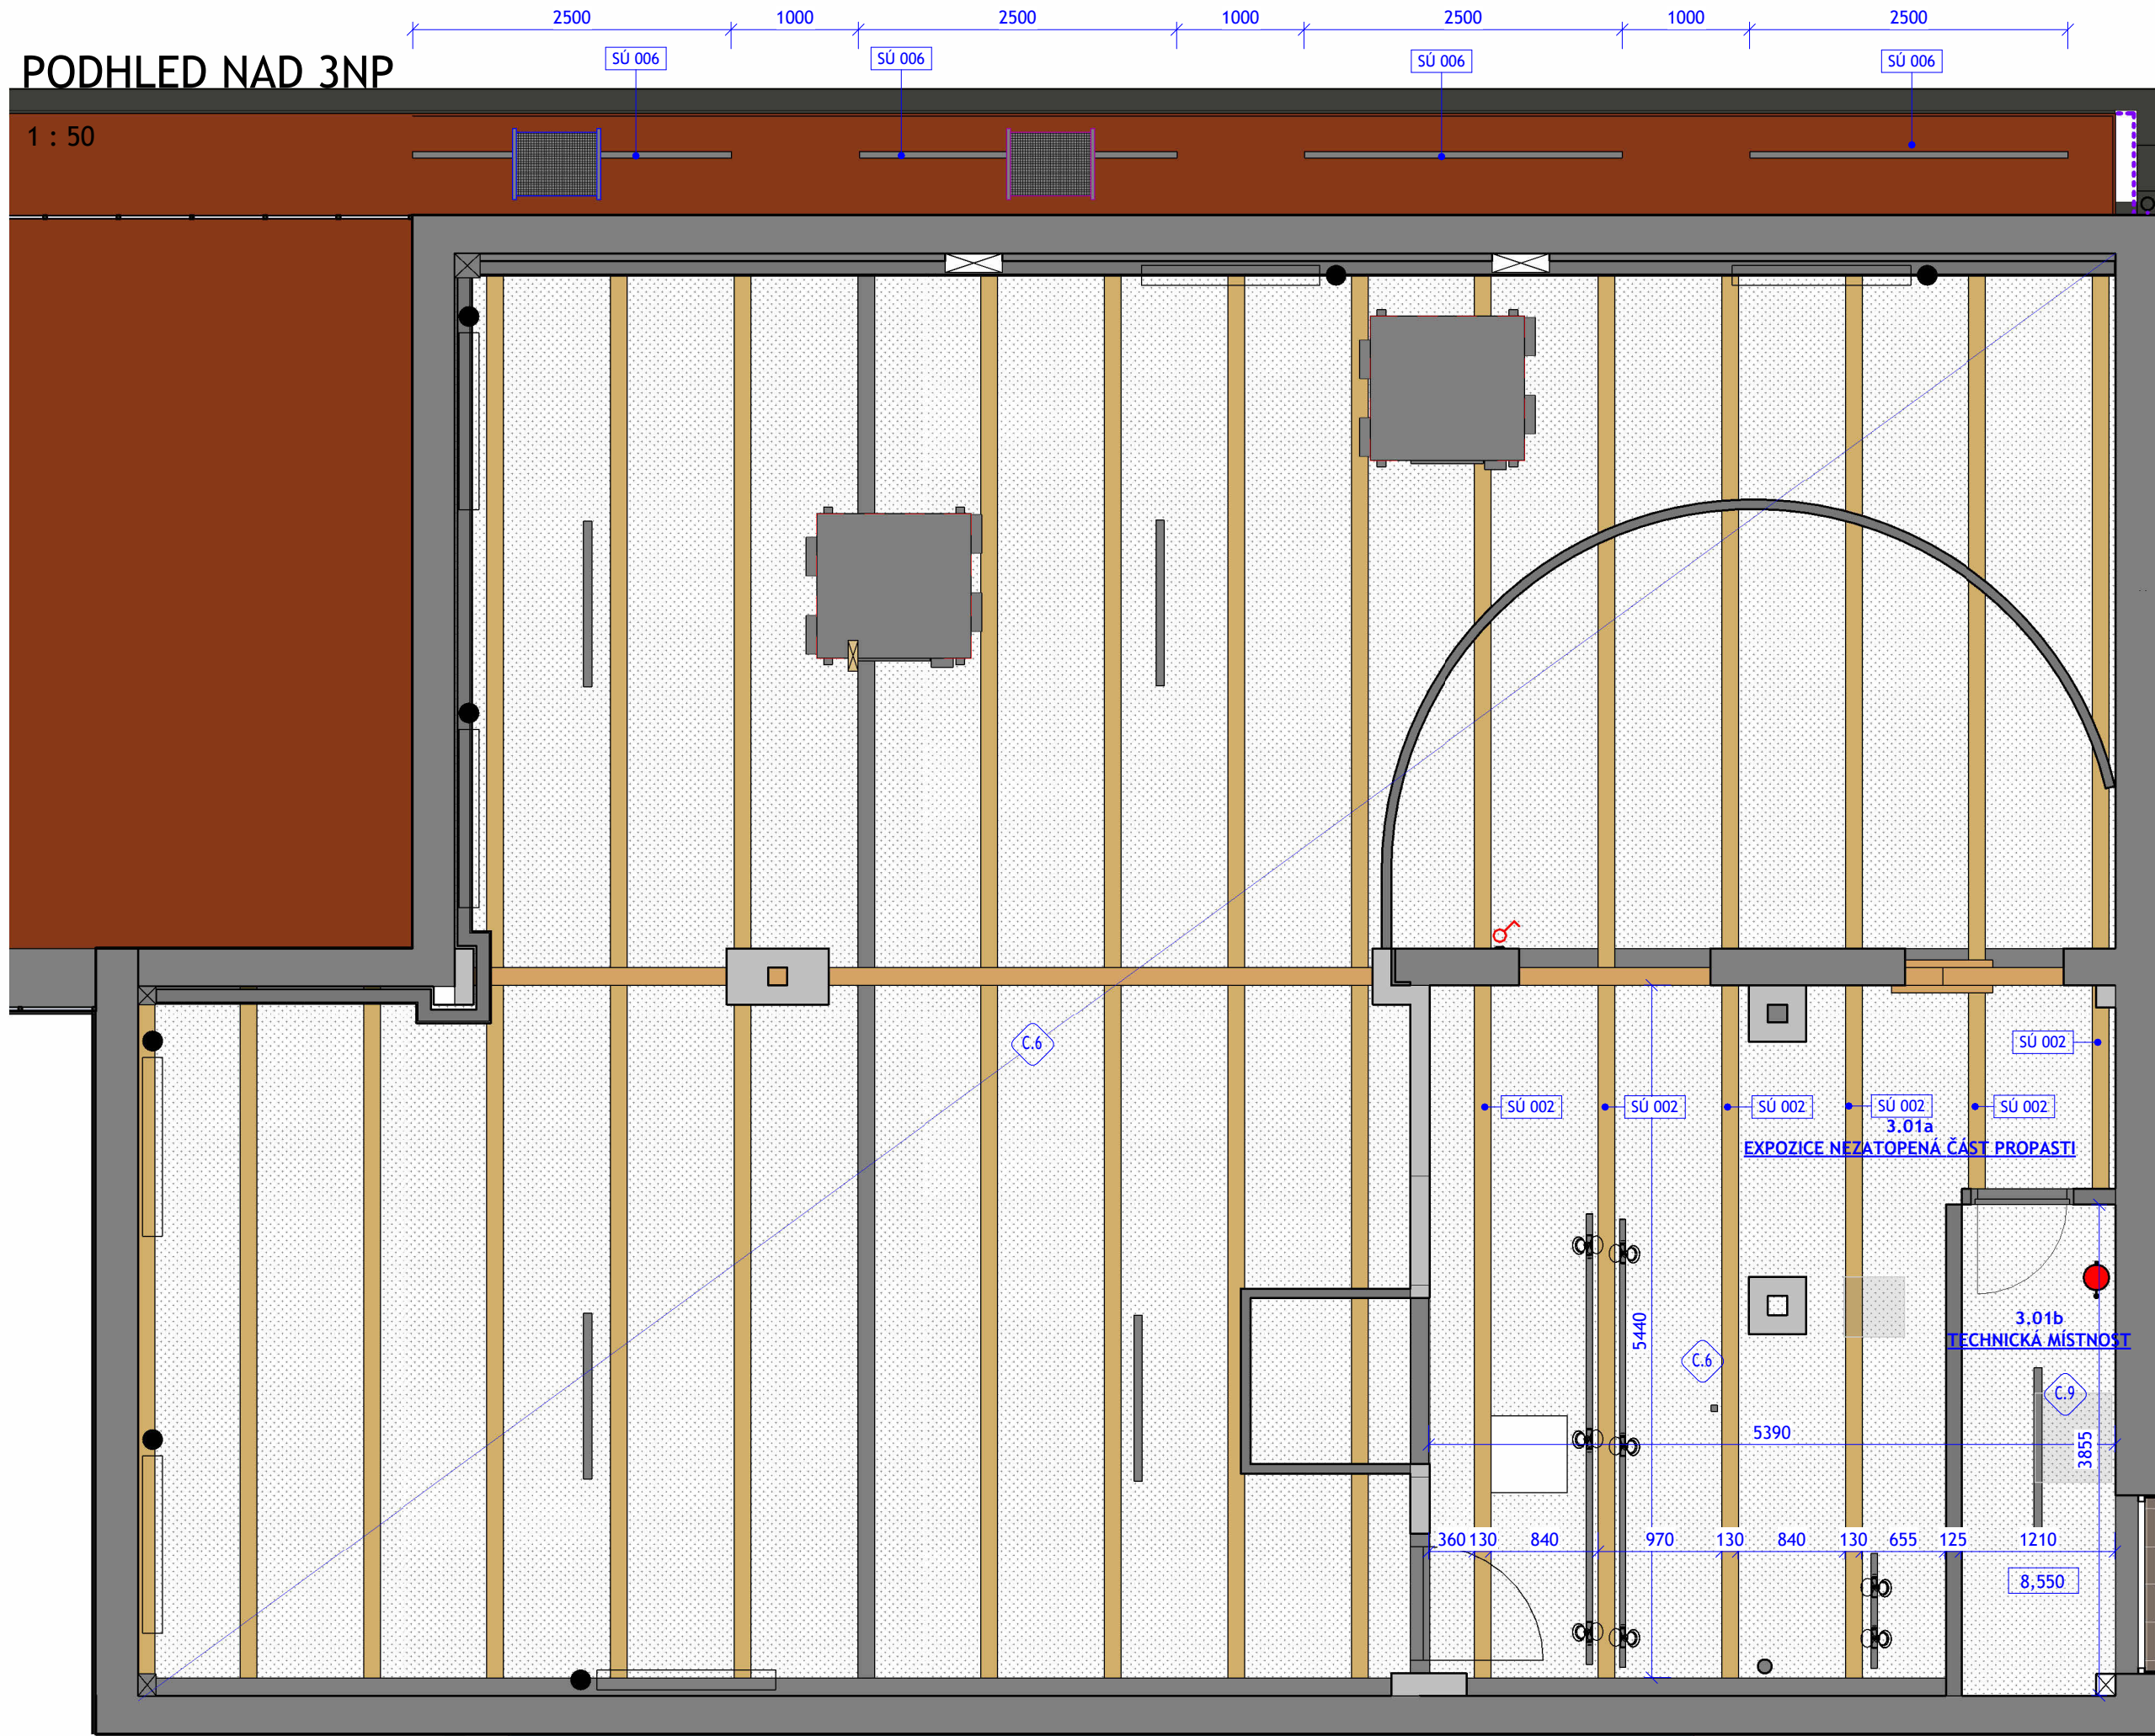 2500 1000 2500 1000 2500 1000 2500
SÚ 006 SÚ 006 SÚ 006 SÚ 006
PODHLED NAD 3NP
1 : 50
C.6
SÚ 002
SÚ 002 SÚ 002 SÚ 002 SÚ 002 SÚ 002
3.01a
EXPOZICE NEZATOPENÁ ČÁST PROPASTI
5440
3.01b
TECHNICKÁ MÍSTNOST
C.6
C.9
5390
3855
360 130 840 970 130 840 130 655 125 1210
8,550